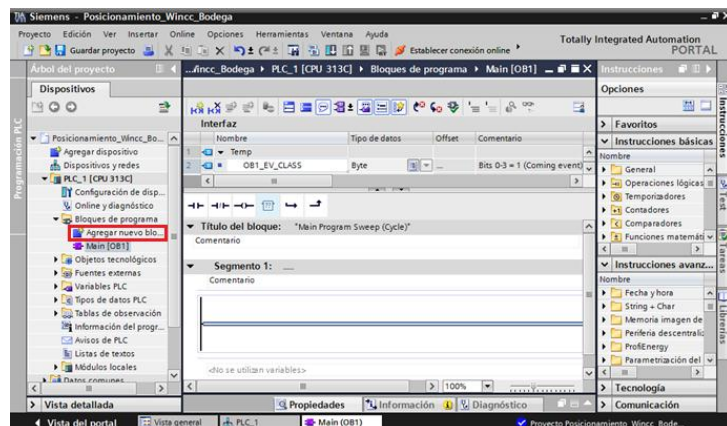 Siemens - Posicionamiento_Wincc_Bodega
Proyecto Edición Ver Insertar Online Opciones Herramientas Ventana Ayuda
Totally Integrated Automation
PORTAL
Guardar proyecto
Establecer conexión online
Árbol del proyecto
Dispositivos
Programación PLC
Posicionamiento_Wincc_Bo...
Agregar dispositivo
Dispositivos y redes
PLC_1 [CPU 313C]
Configuración de disp...
Online y diagnóstico
Bloques de programa
Agregar nuevo blo...
Main [OB1]
Objetos tecnológicos
Fuentes externas
Variables PLC
Tipos de datos PLC
Tablas de observación
Información del progr...
Avisos de PLC
Listas de textos
Módulos locales
Datos comunes
Vista detallada
...Wincc_Bodega ▸ PLC_1 [CPU 313C] ▸ Bloques de programa ▸ Main [OB1]
Interfaz
Nombre Tipo de datos Offset Comentario
1 Temp
2 OB1_EV_CLASS Byte ... Bits 0-3 = 1 (Coming event)
Título del bloque: "Main Program Sweep (Cycle)"
Comentario
Segmento 1: ....
Comentario
<No se utilizan variables>
100%
Propiedades Información Diagnóstico
Instrucciones
Opciones
Favoritos
Instrucciones básicas
Nombre
General
Operaciones lógicas
Temporizadores
Contadores
Comparadores
Funciones matemáti
Instrucciones avanz...
Nombre
Fecha y hora
String + Char
Memoria imagen de
Periferia descentraliz
ProfiEnergy
Parametrización del
Tecnología
Comunicación
Instrucciones
Test
Tareas
Librerías
Vista del portal Vista general PLC_1 Main (OB1)
Proyecto Posicionamiento_Wincc_Bode...